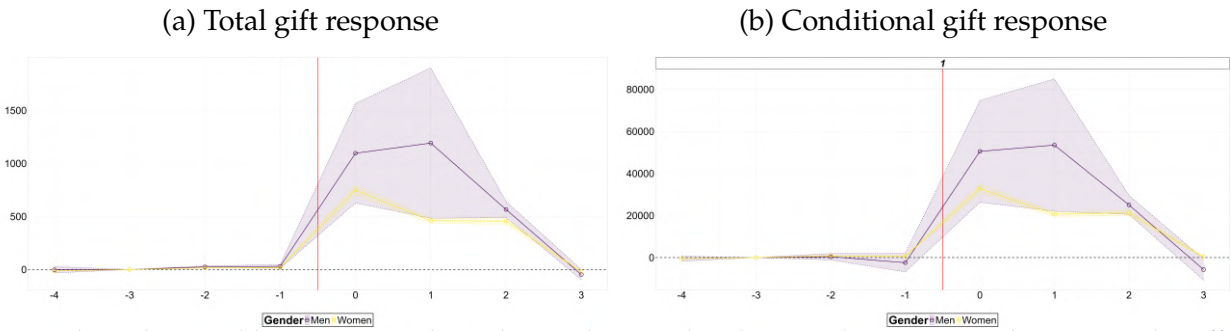 (a) Total gift response
(b) Conditional gift response
1500
1000
500
0
-4 -3 -2 -1 0 1 2 3
Gender Men Women
1
80000
60000
40000
20000
0
-4 -3 -2 -1 0 1 2 3
Gender Men Women